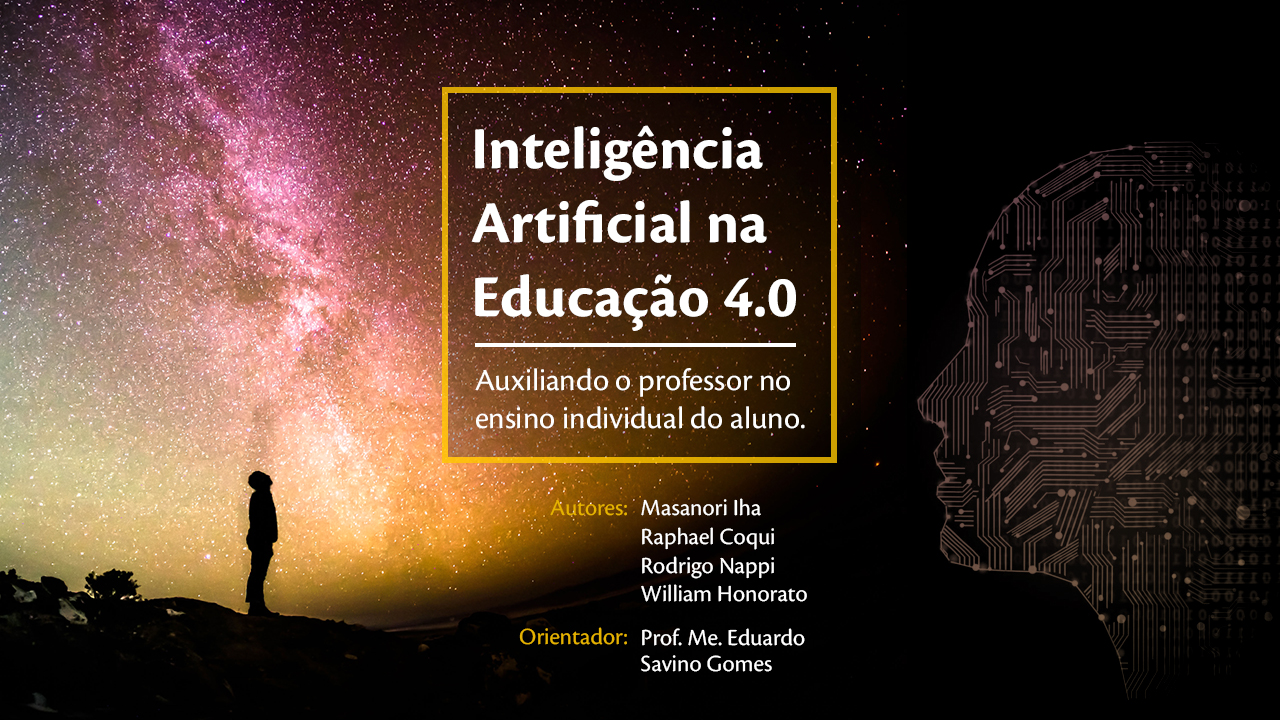 Inteligência
Artificial na
Educação 4.0
Auxiliando o professor no
ensino individual do aluno.
Autores: Masanori Iha
Raphael Coqui
Rodrigo Nappi
William Honorato
Orientador: Prof. Me. Eduardo
Savino Gomes